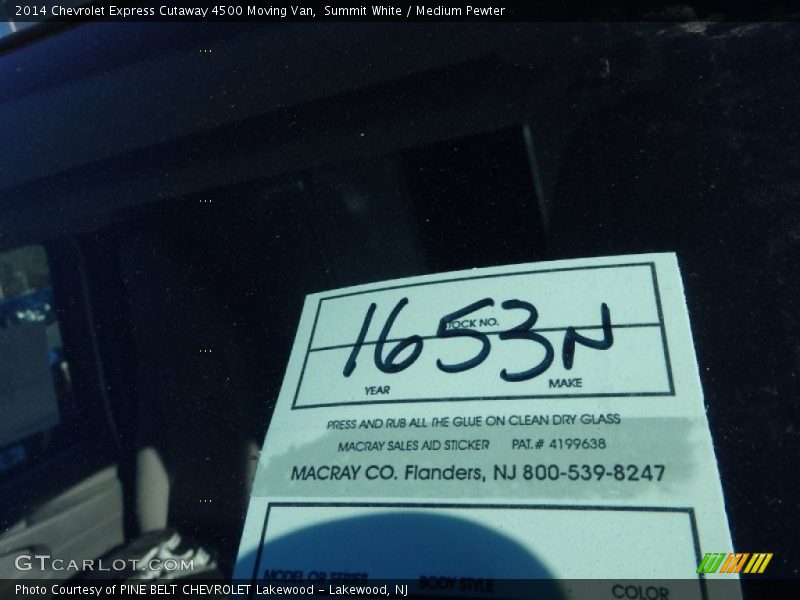 2014 Chevrolet Express Cutaway 4500 Moving Van, Summit White / Medium Pewter
1653N
TOCK NO.
YEAR MAKE
PRESS AND RUB ALL THE GLUE ON CLEAN DRY GLASS
MACRAY SALES AID STICKER PAT.# 4199638
MACRAY CO. Flanders, NJ 800-539-8247
MODEL OR SERIES BODY STYLE COLOR
GTCARLOT.COM
Photo Courtesy of PINE BELT CHEVROLET Lakewood - Lakewood, NJ